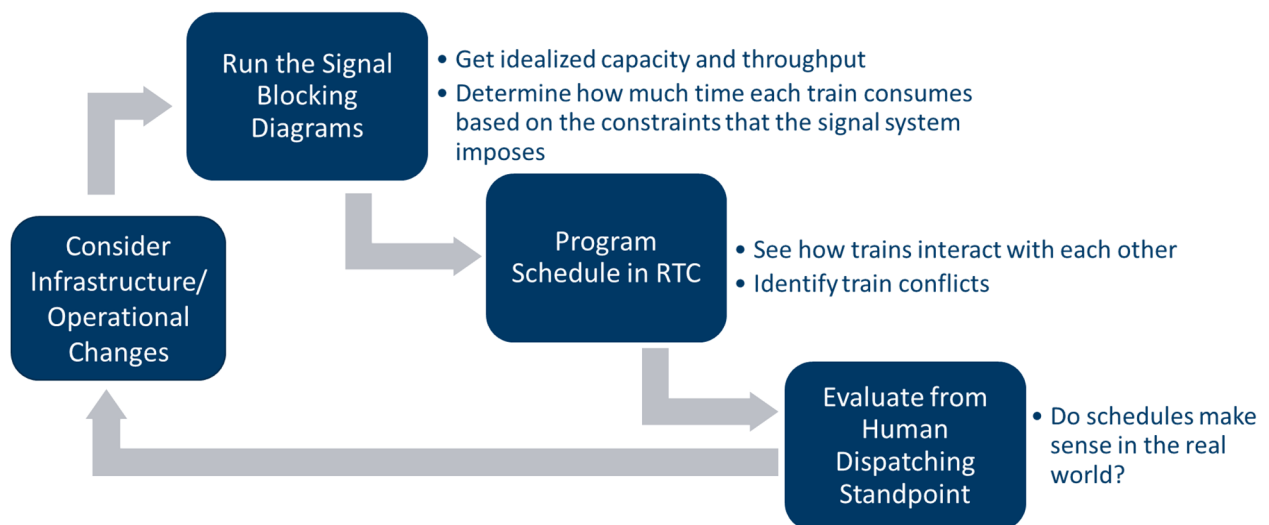 Run the Signal
Blocking
Diagrams
• Get idealized capacity and throughput
• Determine how much time each train consumes
based on the constraints that the signal system
imposes
Consider
Infrastructure/
Operational
Changes
Program
Schedule in RTC
• See how trains interact with each other
• Identify train conflicts
Evaluate from
Human
Dispatching
Standpoint
• Do schedules make
sense in the real
world?